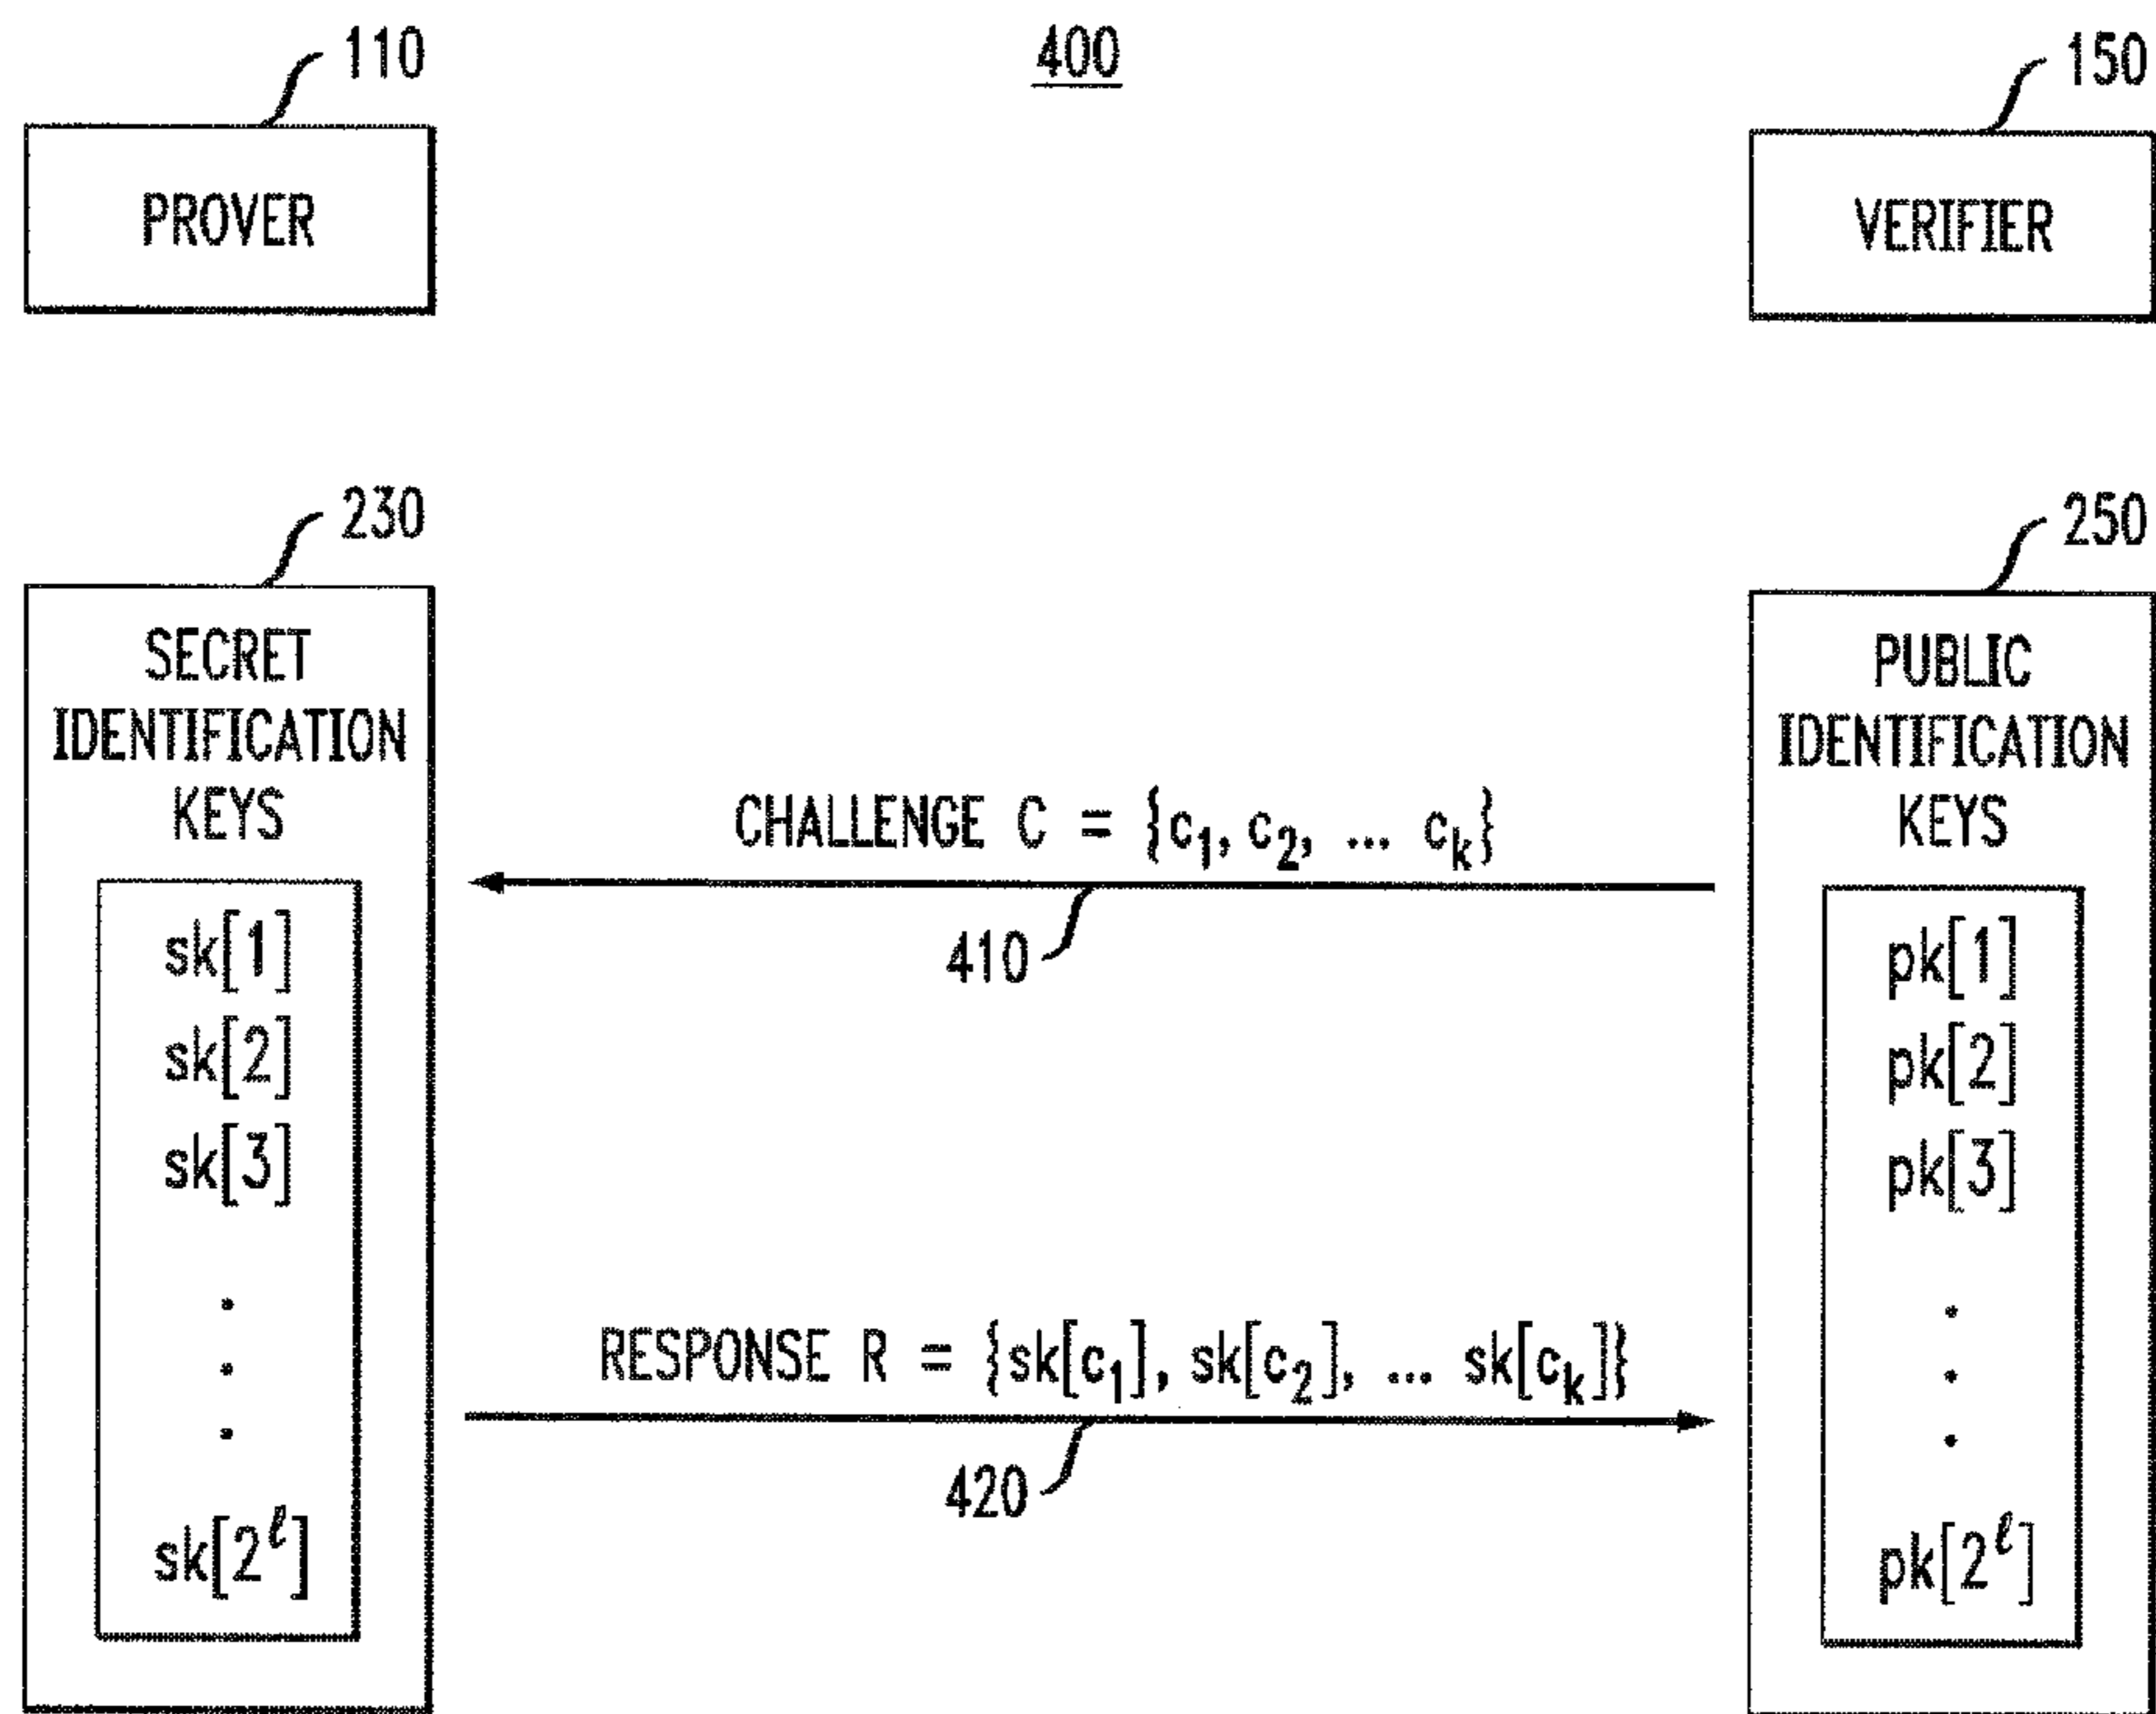 110
400
150
PROVER
VERIFIER
230
250
SECRET
IDENTIFICATION
KEYS
PUBLIC
IDENTIFICATION
KEYS
CHALLENGE C = {c₁, c₂, ... cₖ}
410
sk[1]
sk[2]
sk[3]
.
.
.
sk[2^ℓ]
pk[1]
pk[2]
pk[3]
.
.
.
pk[2^ℓ]
RESPONSE R = {sk[c₁], sk[c₂], ... sk[cₖ]}
420